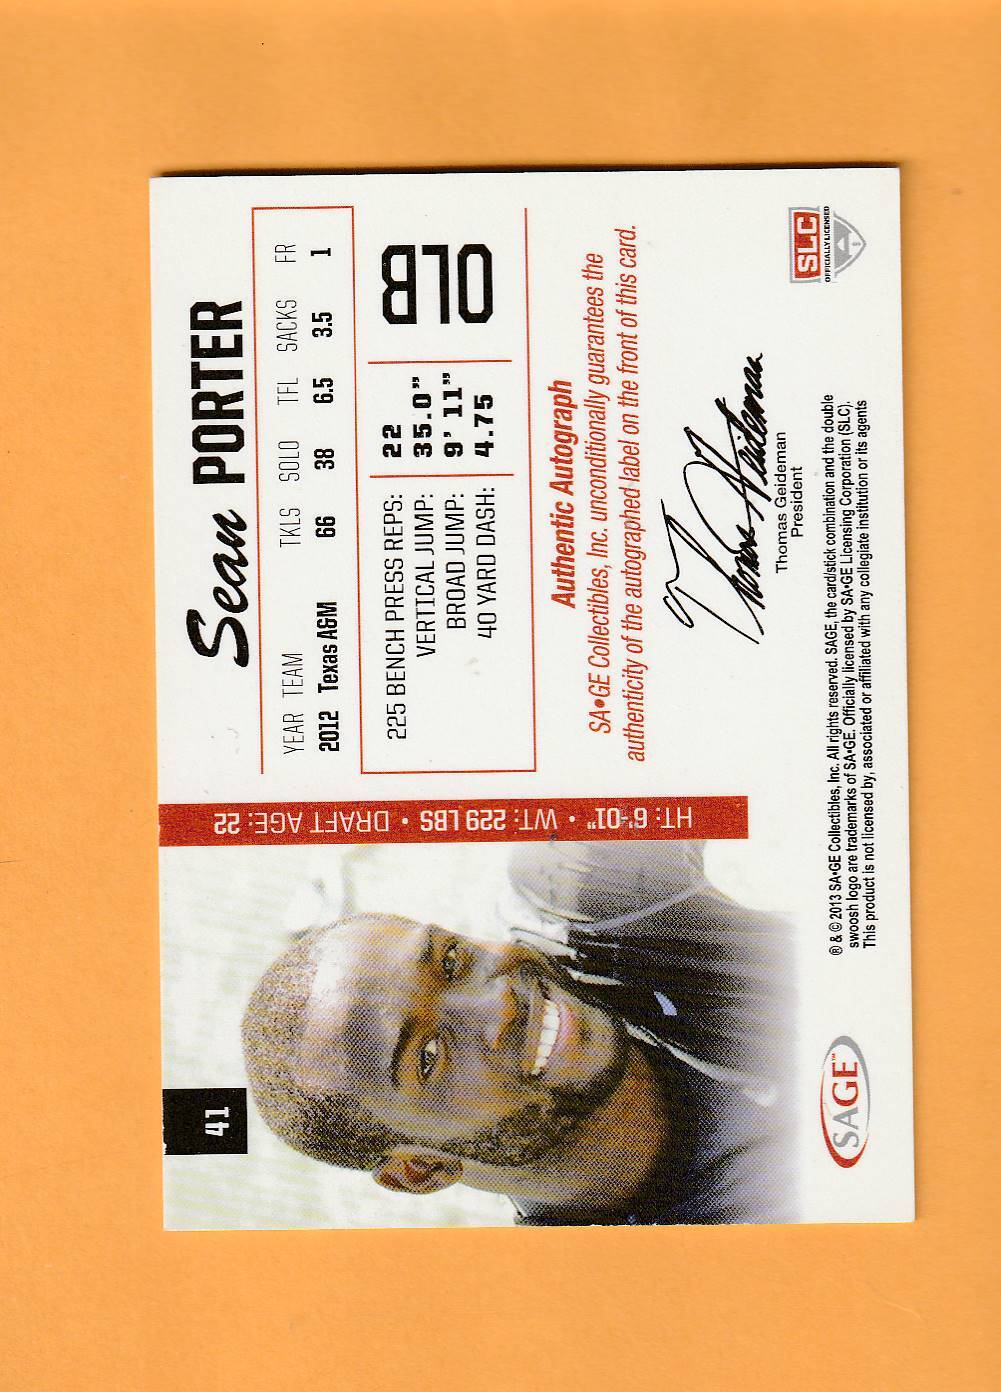 41
HT: 6'-01" • WT: 229 LBS • DRAFT AGE: 22
Sean PORTER
YEAR TEAM TKLS SOLO TFL SACKS FR
2012 Texas A&M 66 38 6.5 3.5 1
225 BENCH PRESS REPS: 22
VERTICAL JUMP: 35.0"
BROAD JUMP: 9' 11"
40 YARD DASH: 4.75
OLB
Authentic Autograph
SA•GE Collectibles, Inc. unconditionally guarantees the
authenticity of the autographed label on the front of this card.
Thomas Geideman
Thomas Geideman
President
SAGE™
® & © 2013 SA•GE Collectibles, Inc. All rights reserved. SAGE, the card/stick combination and the double
swoosh logo are trademarks of SA•GE. Officially licensed by SA•GE Licensing Corporation (SLC).
This product is not licensed by, associated or affiliated with any collegiate institution or its agents
SLC
OFFICIALLY LICENSED